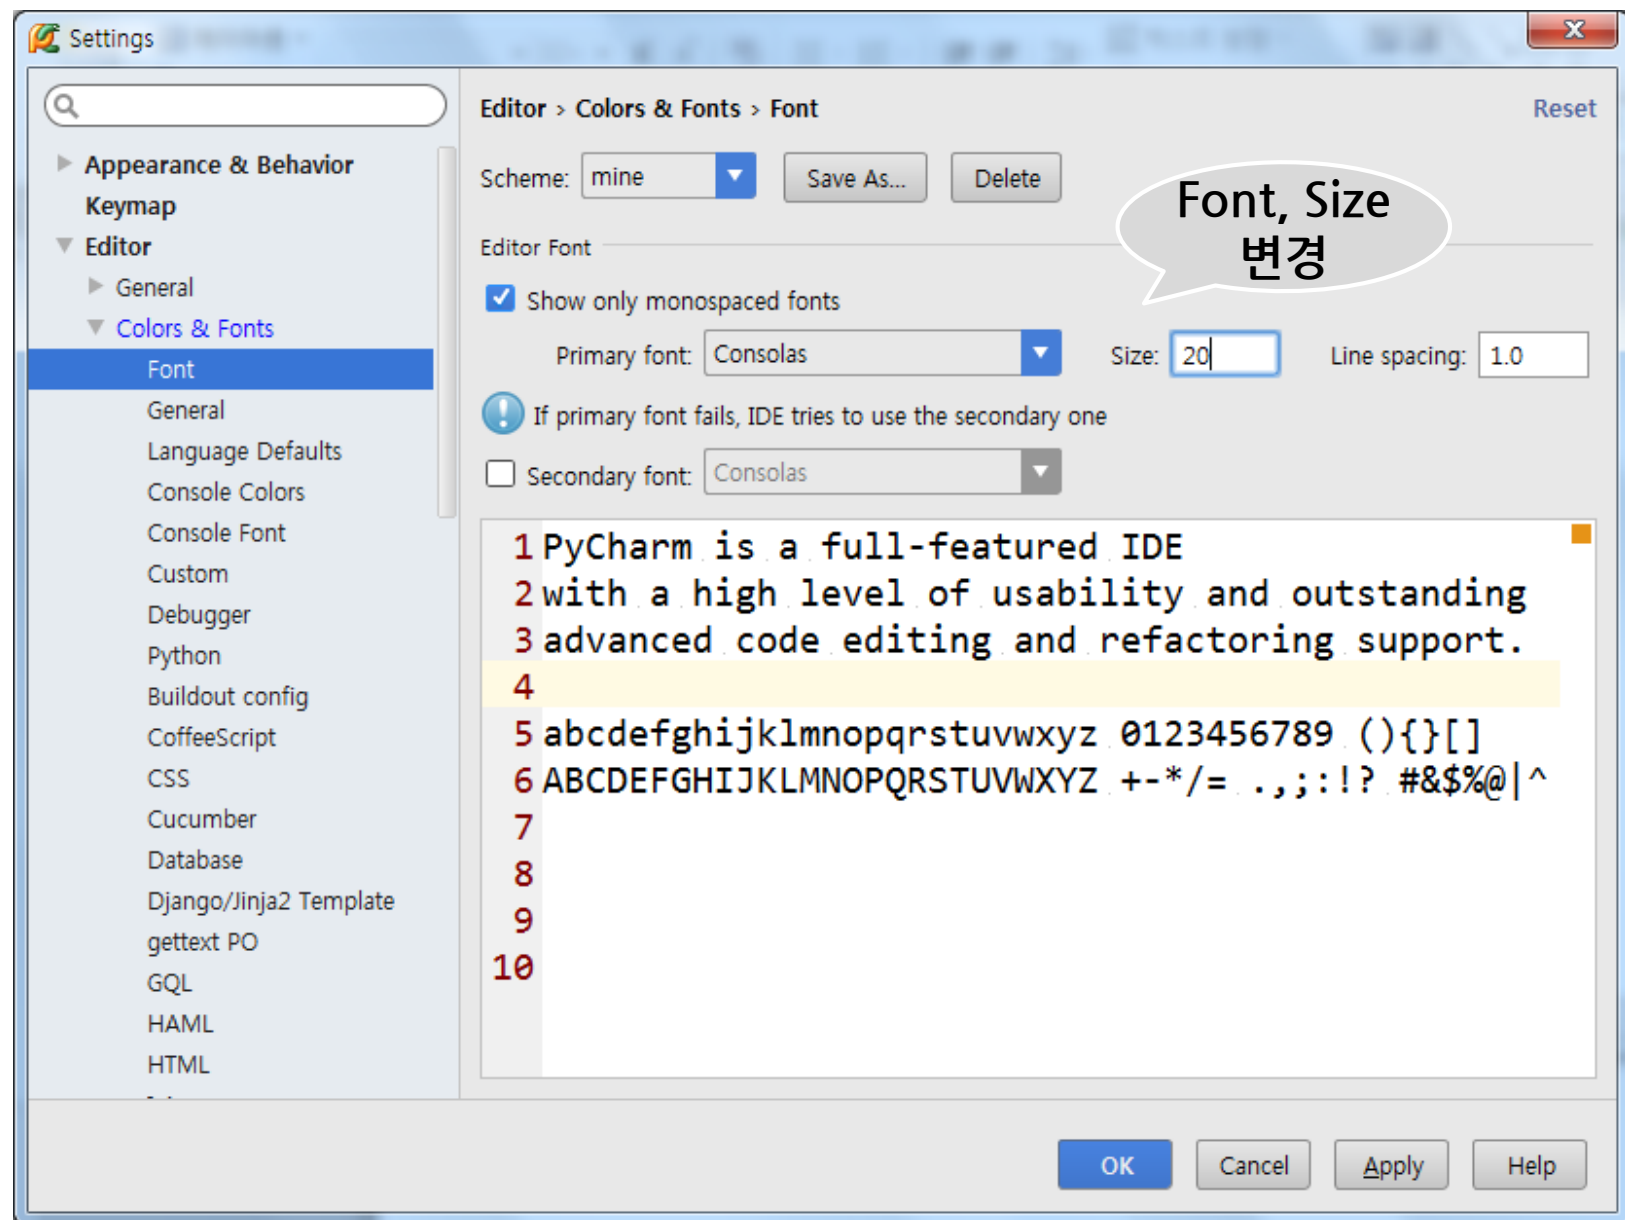 Settings
Appearance & Behavior
Keymap
Editor
General
Colors & Fonts
Font
General
Language Defaults
Console Colors
Console Font
Custom
Debugger
Python
Buildout config
CoffeeScript
CSS
Cucumber
Database
Django/Jinja2 Template
gettext PO
GQL
HAML
HTML
Editor > Colors & Fonts > Font Reset
Scheme: mine Save As... Delete
Font, Size
변경
Editor Font
Show only monospaced fonts
Primary font: Consolas Size: 20 Line spacing: 1.0
If primary font fails, IDE tries to use the secondary one
Secondary font: Consolas
1 PyCharm is a full-featured IDE
2 with a high level of usability and outstanding
3 advanced code editing and refactoring support.
4
5 abcdefghijklmnopqrstuvwxyz 0123456789 (){}[]
6 ABCDEFGHIJKLMNOPQRSTUVWXYZ +-*/= .,;:!? #&$%@|^
7
8
9
10
OK Cancel Apply Help